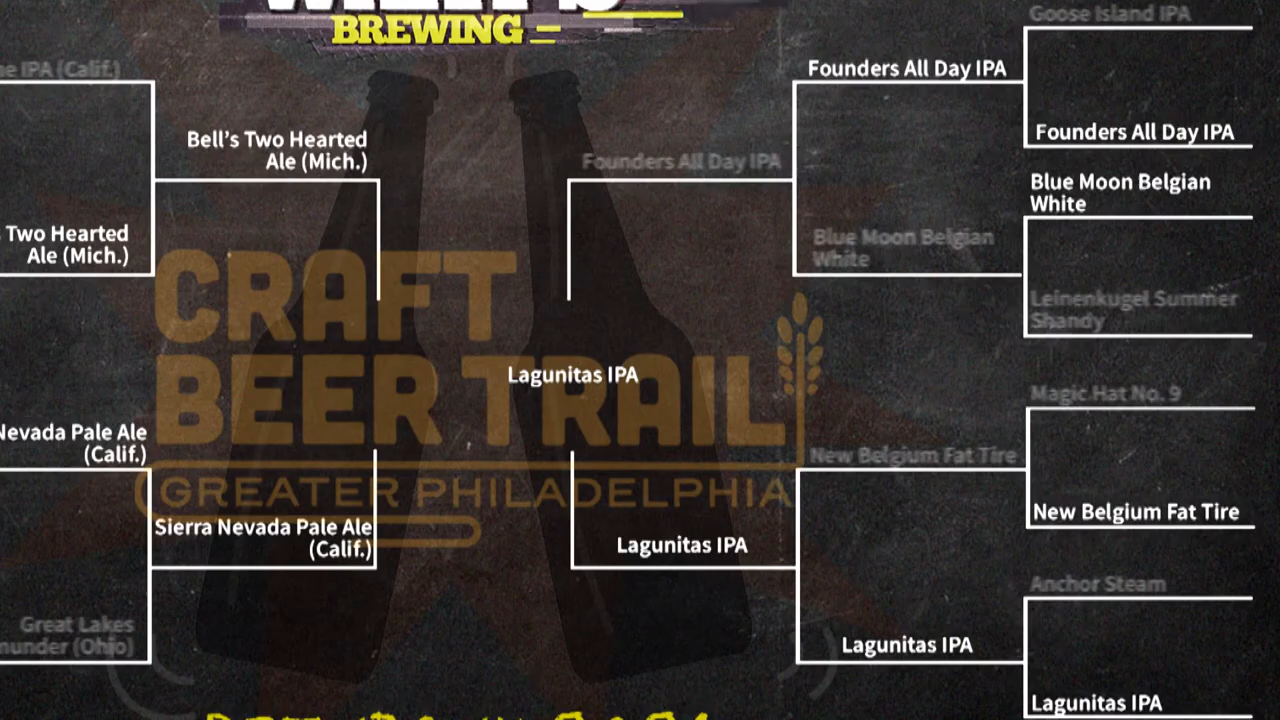 BREWING
Goose Island IPA
IPA (Calif.)
Founders All Day IPA
Founders All Day IPA
Bell's Two Hearted
Ale (Mich.)
Founders All Day IPA
Blue Moon Belgian
White
Two Hearted
Ale (Mich.)
Blue Moon Belgian
White
Leinenkugel Summer
Shandy
CRAFT
BEER TRAIL
GREATER PHILADELPHIA
Lagunitas IPA
Magic Hat No. 9
Nevada Pale Ale
(Calif.)
New Belgium Fat Tire
New Belgium Fat Tire
Sierra Nevada Pale Ale
(Calif.)
Lagunitas IPA
Anchor Steam
Great Lakes
(Ohio)
Lagunitas IPA
Lagunitas IPA